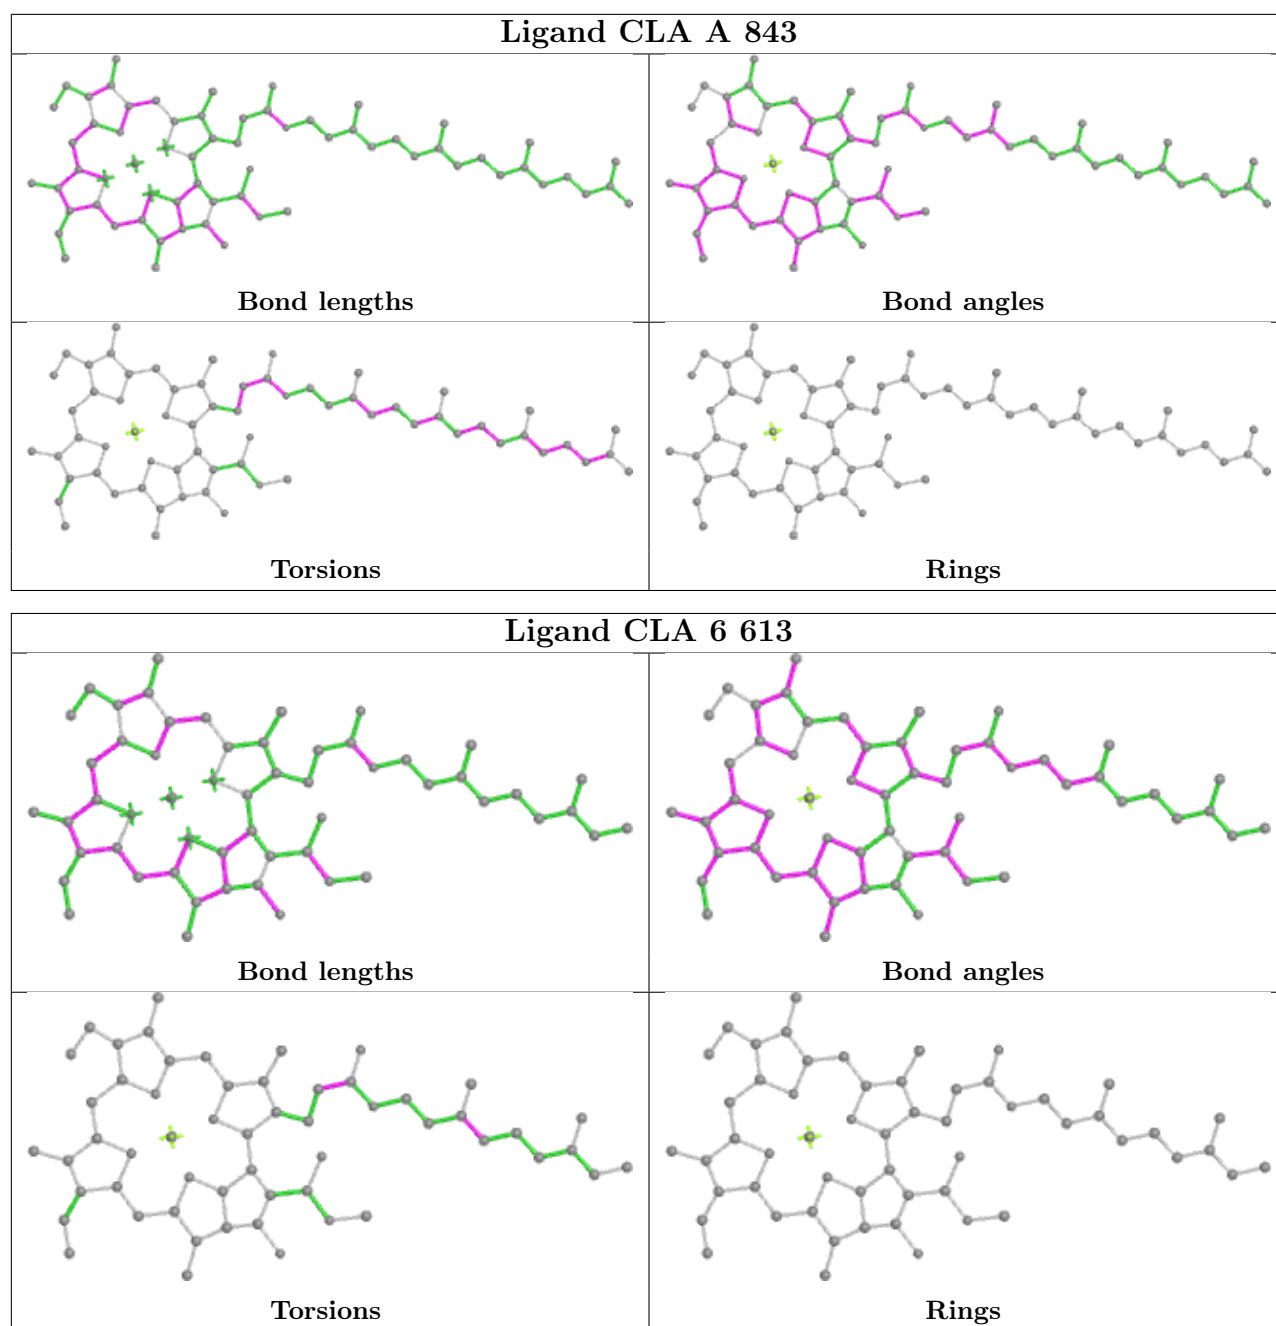 Ligand CLA A 843
Bond lengths
Bond angles
Torsions
Rings
Ligand CLA 6 613
Bond lengths
Bond angles
Torsions
Rings